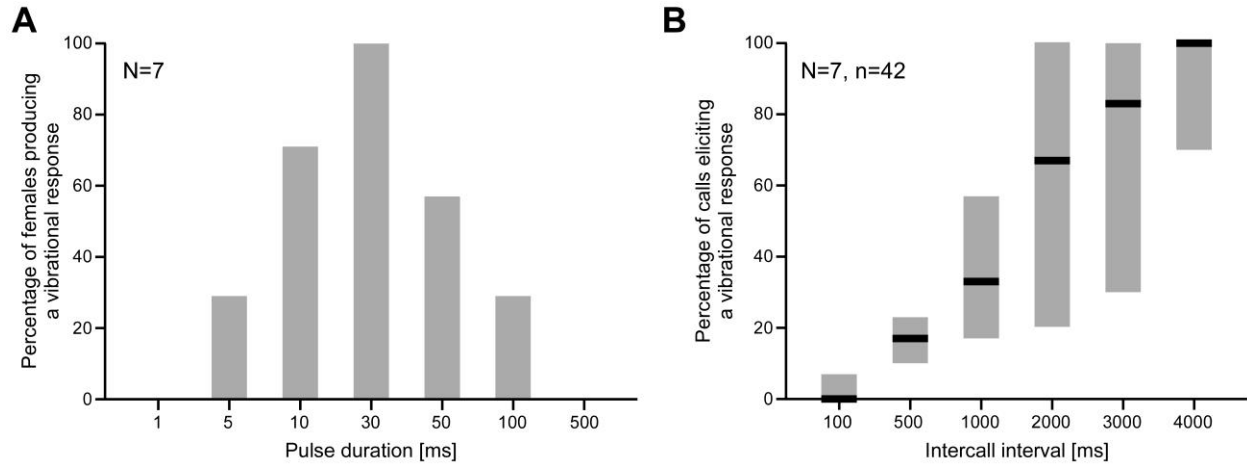 A
Percentage of females producing
a vibrational response
100
80
60
40
20
0
N=7
1 5 10 30 50 100 500
Pulse duration [ms]
B
Percentage of calls eliciting
a vibrational response
100
80
60
40
20
0
N=7, n=42
100 500 1000 2000 3000 4000
Intercall interval [ms]